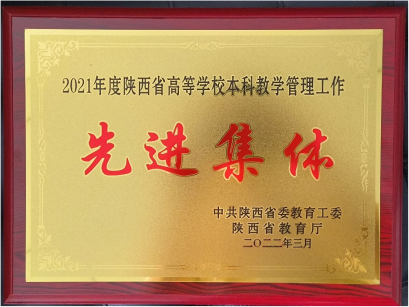 2021年度陕西省高等学校本科教学管理工作
先进集体
中共陕西省委教育工委
陕西省教育厅
二〇二二年三月